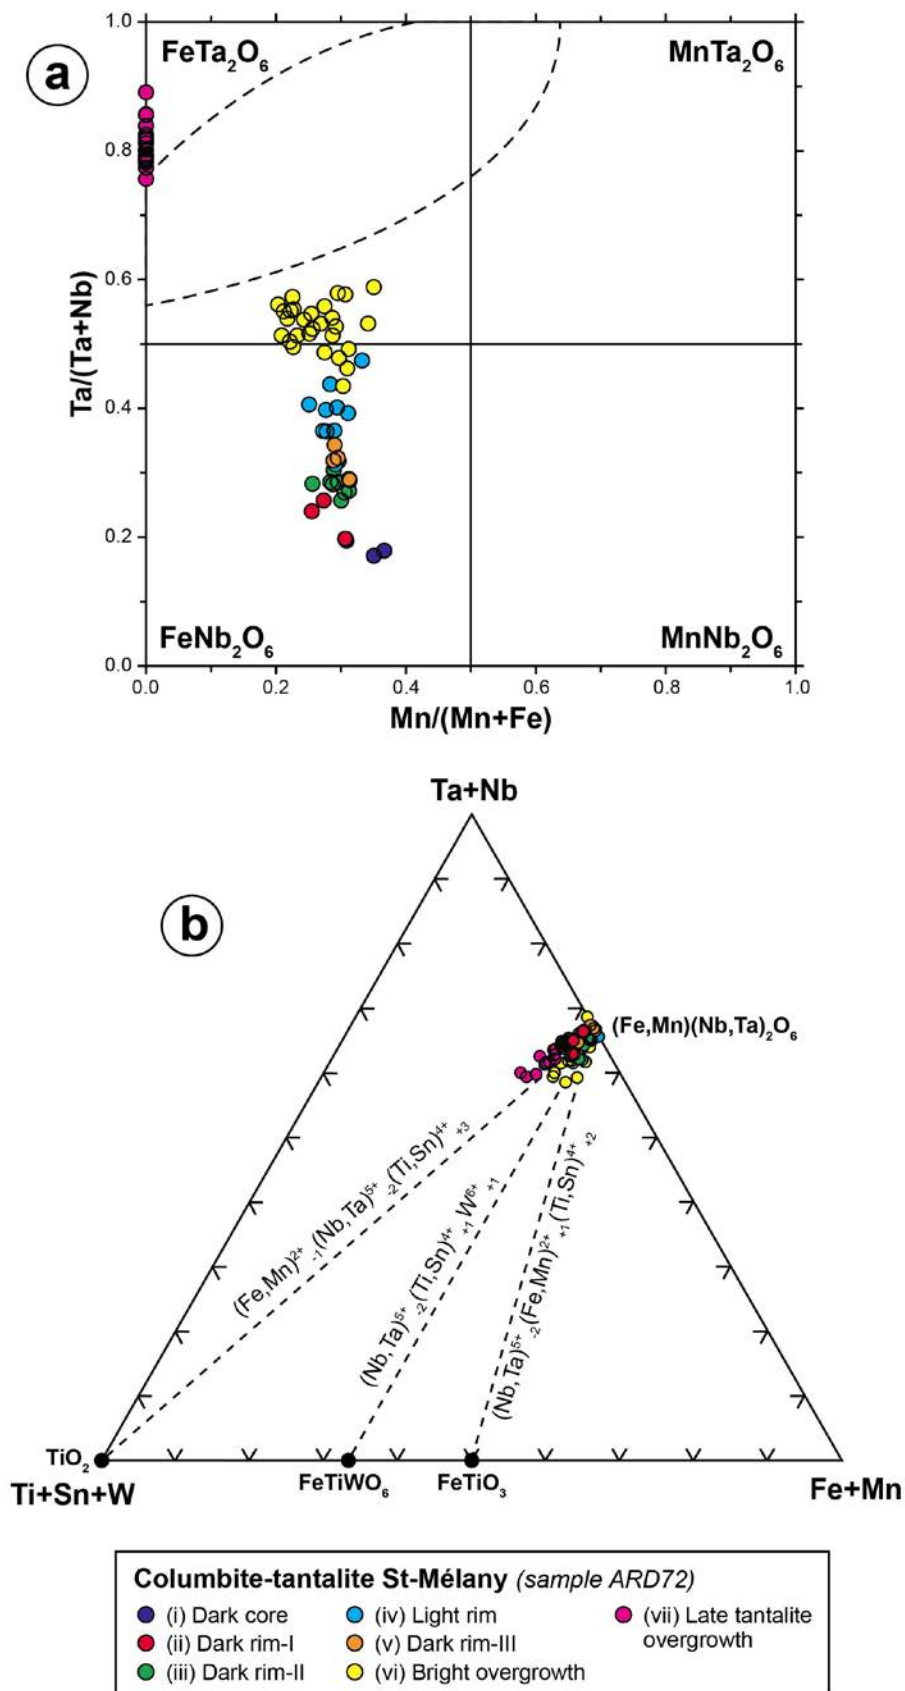 a
FeTa₂O₆
MnTa₂O₆
1.0
0.8
0.6
0.4
0.2
0.0
Ta/(Ta+Nb)
FeNb₂O₆
MnNb₂O₆
0.0 0.2 0.4 0.6 0.8 1.0
Mn/(Mn+Fe)
b
Ta+Nb
(Fe,Mn)(Nb,Ta)₂O₆
(Fe,Mn)²⁺₋₁(Nb,Ta)⁵⁺₋₂(Ti,Sn)⁴⁺₊₃
(Nb,Ta)⁵⁺₋₂(Ti,Sn)⁴⁺₊₁W⁶⁺₊₁
(Nb,Ta)⁵⁺₋₂(Fe,Mn)²⁺₊₁(Ti,Sn)⁴⁺₊₂
TiO₂
FeTiWO₆
FeTiO₃
Ti+Sn+W
Fe+Mn
Columbite-tantalite St-Mélany (sample ARD72)
(i) Dark core
(ii) Dark rim-I
(iii) Dark rim-II
(iv) Light rim
(v) Dark rim-III
(vi) Bright overgrowth
(vii) Late tantalite
overgrowth